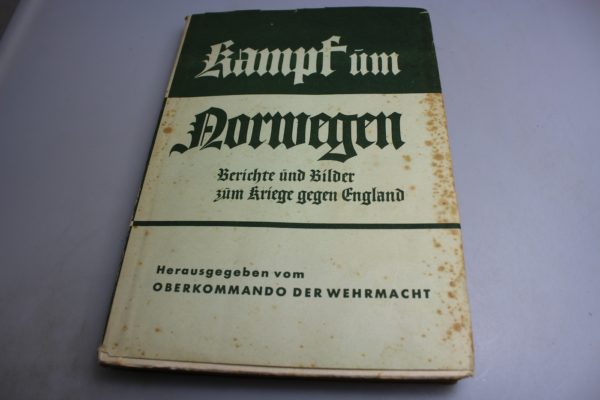 Kampf um
Norwegen
Berichte und Bilder
zum Kriege gegen England
Herausgegeben vom
OBERKOMMANDO DER WEHRMACHT